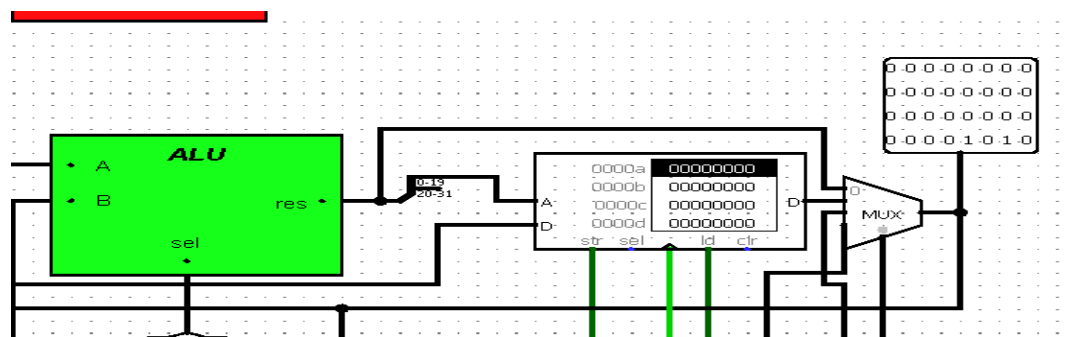 0 0 0 0 0 0 0 0
0 0 0 0 0 0 0 0
0 0 0 0 0 0 0 0
0 0 0 0 1 0 1 0
ALU
A
B
res
sel
0-19
20-31
0000a 00000000
0000b 00000000
0000c 00000000
0000d 00000000
A
D
D
str sel ld clr
0
MUX